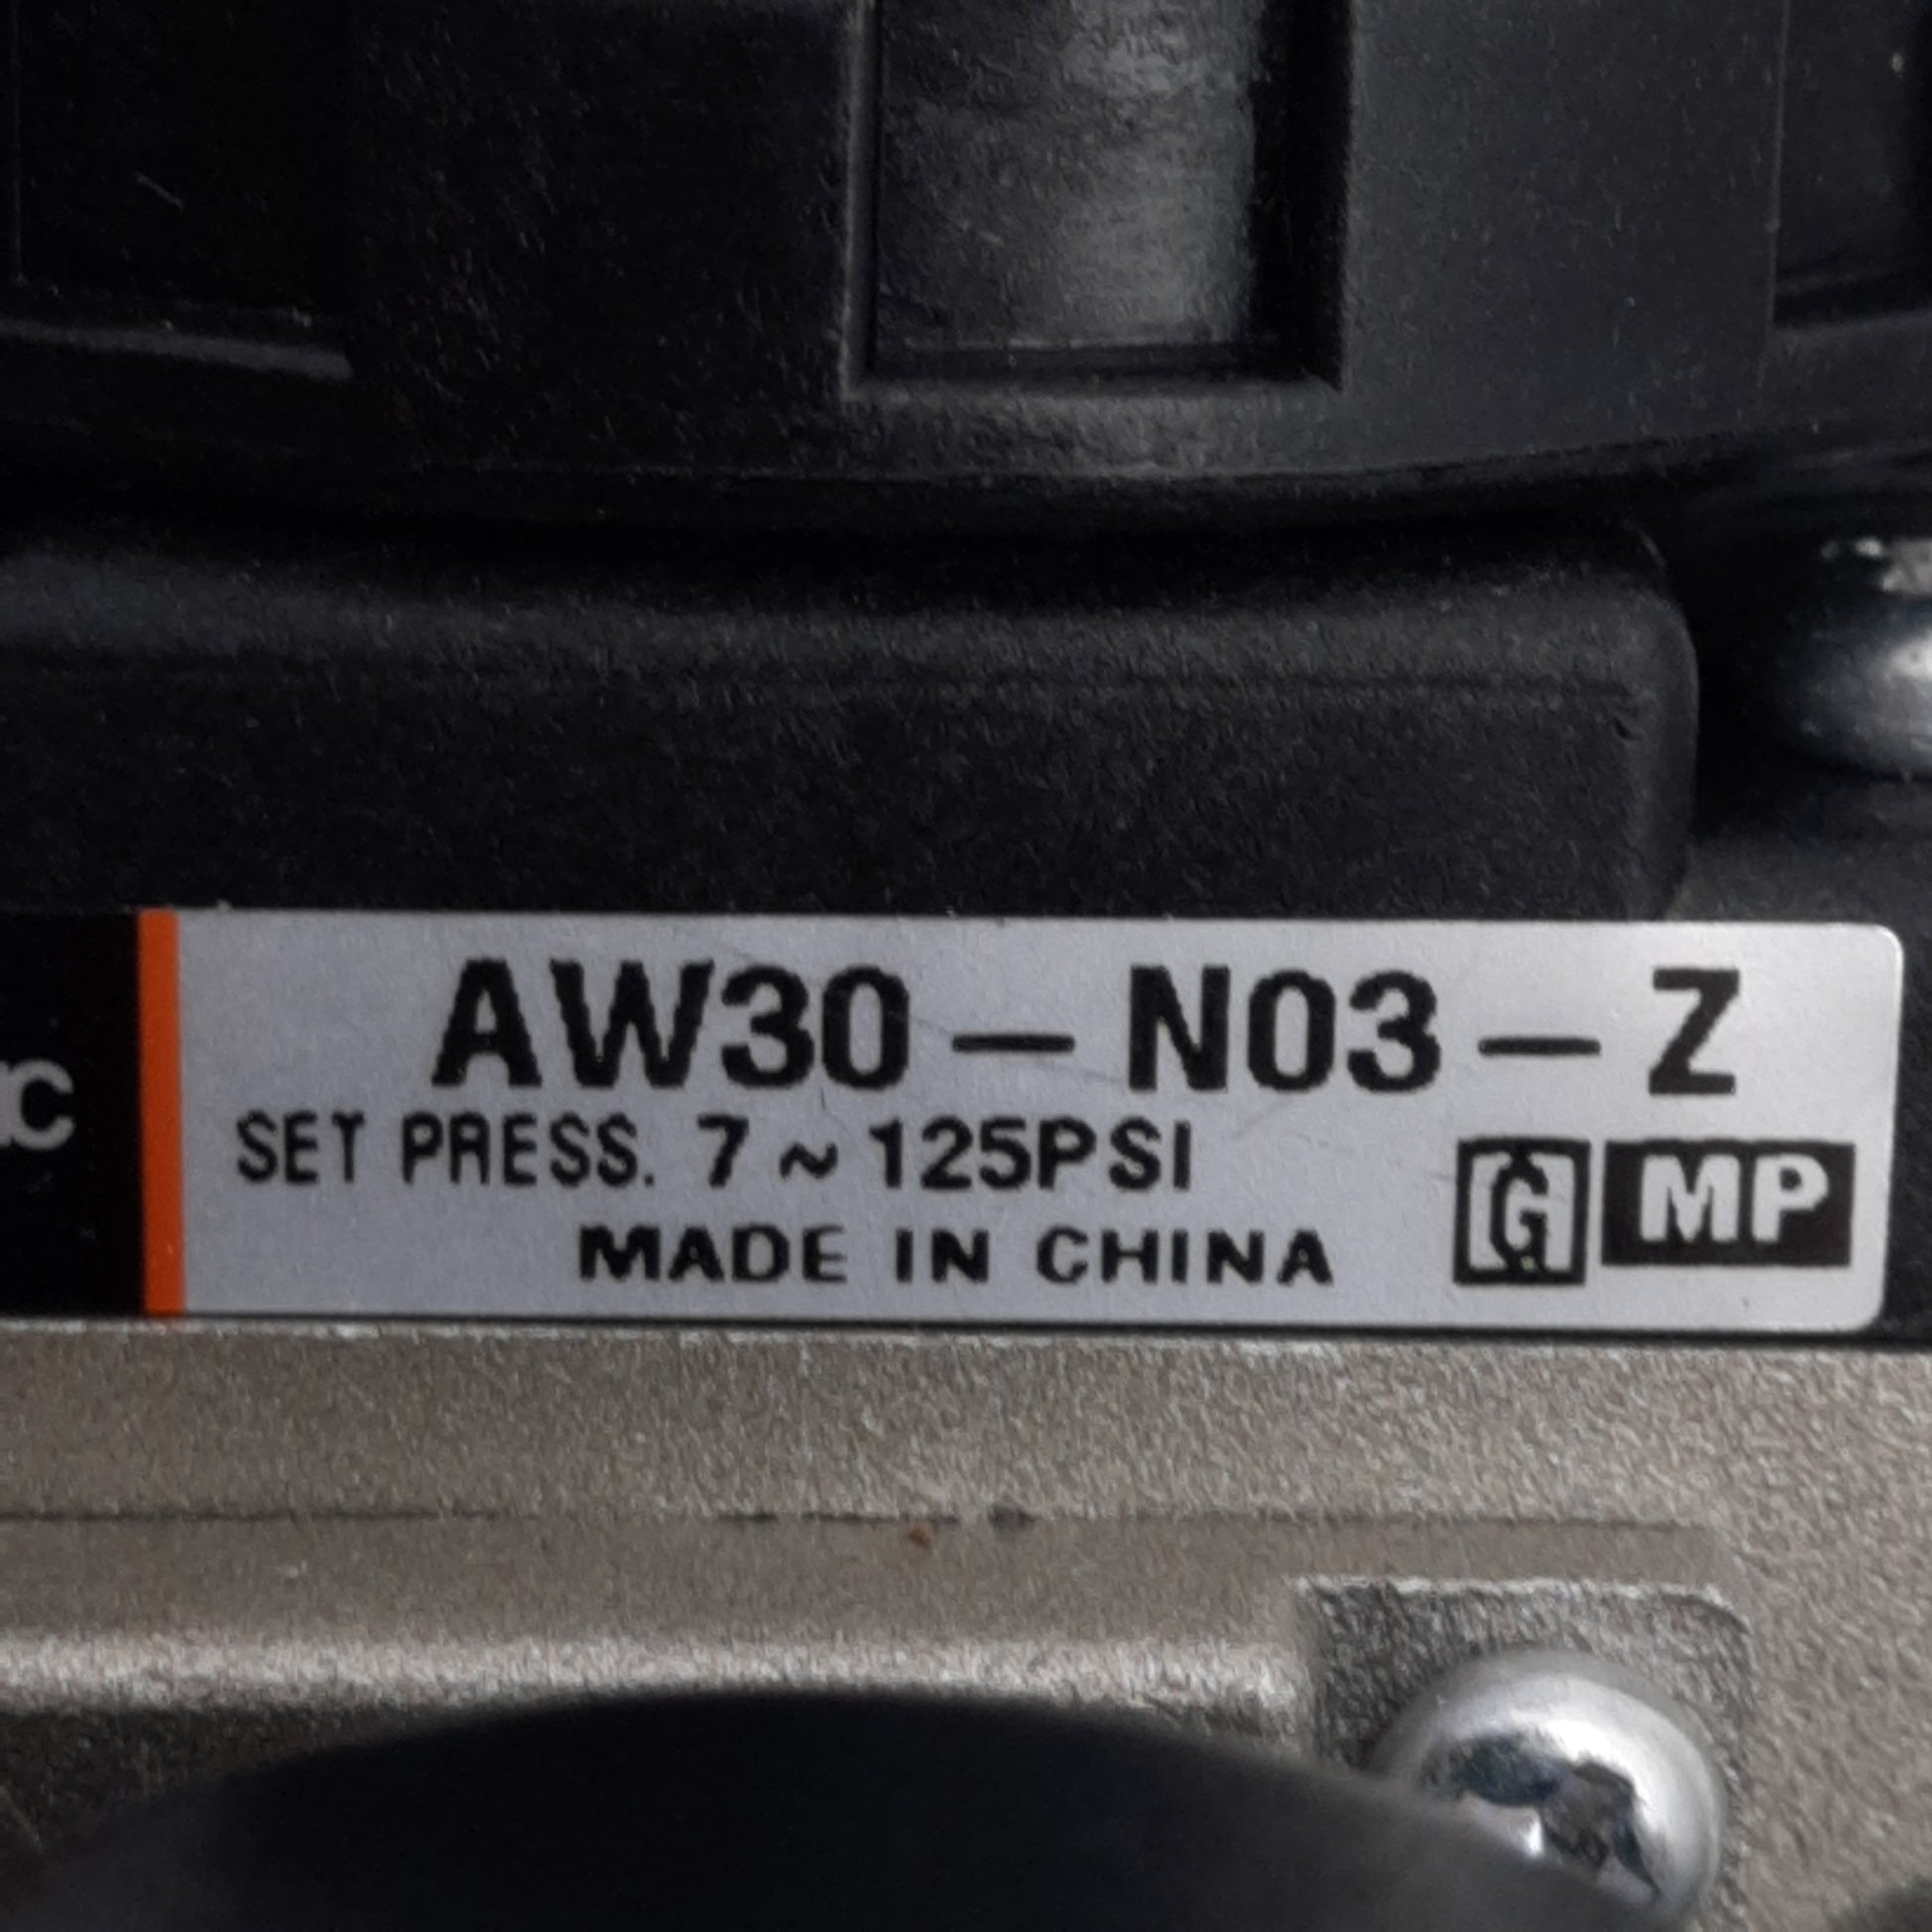 AW30-N03-Z
SET PRESS. 7~125PSI
MADE IN CHINA
G MP